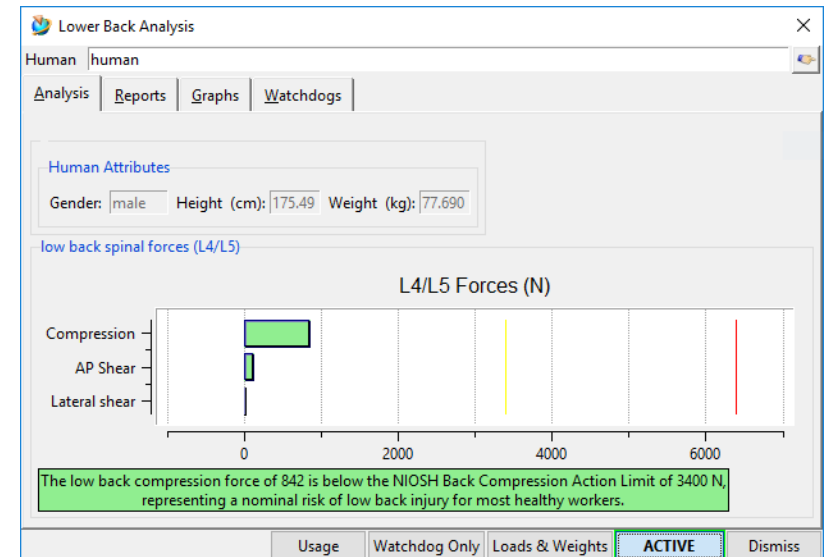 Lower Back Analysis
Human human
Analysis Reports Graphs Watchdogs
Human Attributes
Gender: male Height (cm): 175.49 Weight (kg): 77.690
low back spinal forces (L4/L5)
L4/L5 Forces (N)
Compression
AP Shear
Lateral shear
0 2000 4000 6000
The low back compression force of 842 is below the NIOSH Back Compression Action Limit of 3400 N,
representing a nominal risk of low back injury for most healthy workers.
Usage Watchdog Only Loads & Weights ACTIVE Dismiss